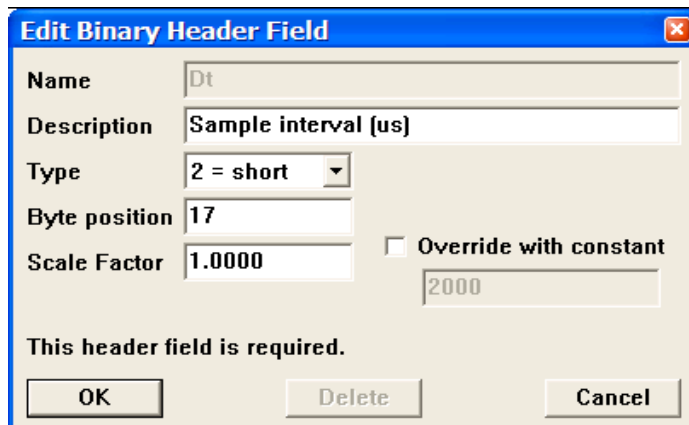 Edit Binary Header Field
Name Dt
Description Sample interval (us)
Type 2 = short
Byte position 17
Scale Factor 1.0000
Override with constant
2000
This header field is required.
OK Delete Cancel